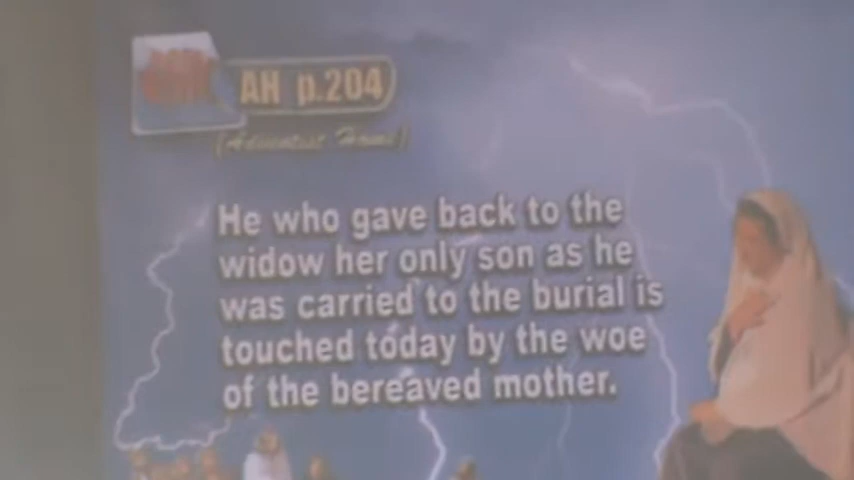 AH p.204
(Adventist Home)
He who gave back to the
widow her only son as he
was carried to the burial is
touched today by the woe
of the bereaved mother.